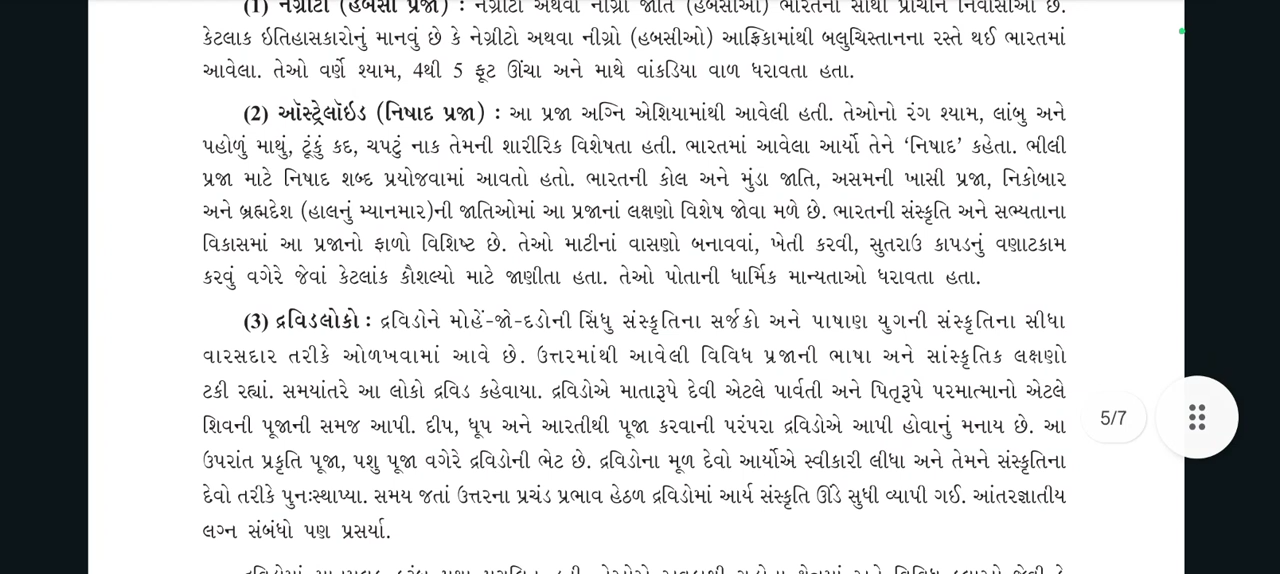 (1) નેગ્રીટો (હબસી પ્રજા) : નેગ્રીટો અથવા નીગ્રો જાતિ (હબસીઓ) ભારતના સૌથી પ્રાચીન નિવાસીઓ છે.
કેટલાક ઇતિહાસકારોનું માનવું છે કે નેગ્રીટો અથવા નીગ્રો (હબસીઓ) આફ્રિકામાંથી બલુચિસ્તાનના રસ્તે થઈ ભારતમાં
આવેલા. તેઓ વર્ણે શ્યામ, 4થી 5 ફૂટ ઊંચા અને માથે વાંકડિયા વાળ ધરાવતા હતા.
(2) ઑસ્ટ્રેલૉઇડ (નિષાદ પ્રજા) : આ પ્રજા અગ્નિ એશિયામાંથી આવેલી હતી. તેઓનો રંગ શ્યામ, લાંબુ અને
પહોળું માથું, ટૂંકું કદ, ચપટું નાક તેમની શારીરિક વિશેષતા હતી. ભારતમાં આવેલા આર્યો તેને ‘નિષાદ’ કહેતા. ભીલી
પ્રજા માટે નિષાદ શબ્દ પ્રયોજવામાં આવતો હતો. ભારતની કોલ અને મુંડા જાતિ, અસમની ખાસી પ્રજા, નિકોબાર
અને બ્રહ્મદેશ (હાલનું મ્યાનમાર)ની જાતિઓમાં આ પ્રજાનાં લક્ષણો વિશેષ જોવા મળે છે. ભારતની સંસ્કૃતિ અને સભ્યતાના
વિકાસમાં આ પ્રજાનો ફાળો વિશિષ્ટ છે. તેઓ માટીનાં વાસણો બનાવવાં, ખેતી કરવી, સુતરાઉ કાપડનું વણાટકામ
કરવું વગેરે જેવાં કેટલાંક કૌશલ્યો માટે જાણીતા હતા. તેઓ પોતાની ધાર્મિક માન્યતાઓ ધરાવતા હતા.
(3) દ્રવિડલોકો : દ્રવિડોને મોહેં-જો-દડોની સિંધુ સંસ્કૃતિના સર્જકો અને પાષાણ યુગની સંસ્કૃતિના સીધા
વારસદાર તરીકે ઓળખવામાં આવે છે. ઉત્તરમાંથી આવેલી વિવિધ પ્રજાની ભાષા અને સાંસ્કૃતિક લક્ષણો
ટકી રહ્યાં. સમયાંતરે આ લોકો દ્રવિડ કહેવાયા. દ્રવિડોએ માતારૂપે દેવી એટલે પાર્વતી અને પિતૃરૂપે પરમાત્માનો એટલે
શિવની પૂજાની સમજ આપી. દીપ, ધૂપ અને આરતીથી પૂજા કરવાની પરંપરા દ્રવિડોએ આપી હોવાનું મનાય છે. આ
ઉપરાંત પ્રકૃતિ પૂજા, પશુ પૂજા વગેરે દ્રવિડોની ભેટ છે. દ્રવિડોના મૂળ દેવો આર્યોએ સ્વીકારી લીધા અને તેમને સંસ્કૃતિના
દેવો તરીકે પુનઃસ્થાપ્યા. સમય જતાં ઉત્તરના પ્રચંડ પ્રભાવ હેઠળ દ્રવિડોમાં આર્ય સંસ્કૃતિ ઊંડે સુધી વ્યાપી ગઈ. આંતરજ્ઞાતીય
લગ્ન સંબંધો પણ પ્રસર્યા.
5/7